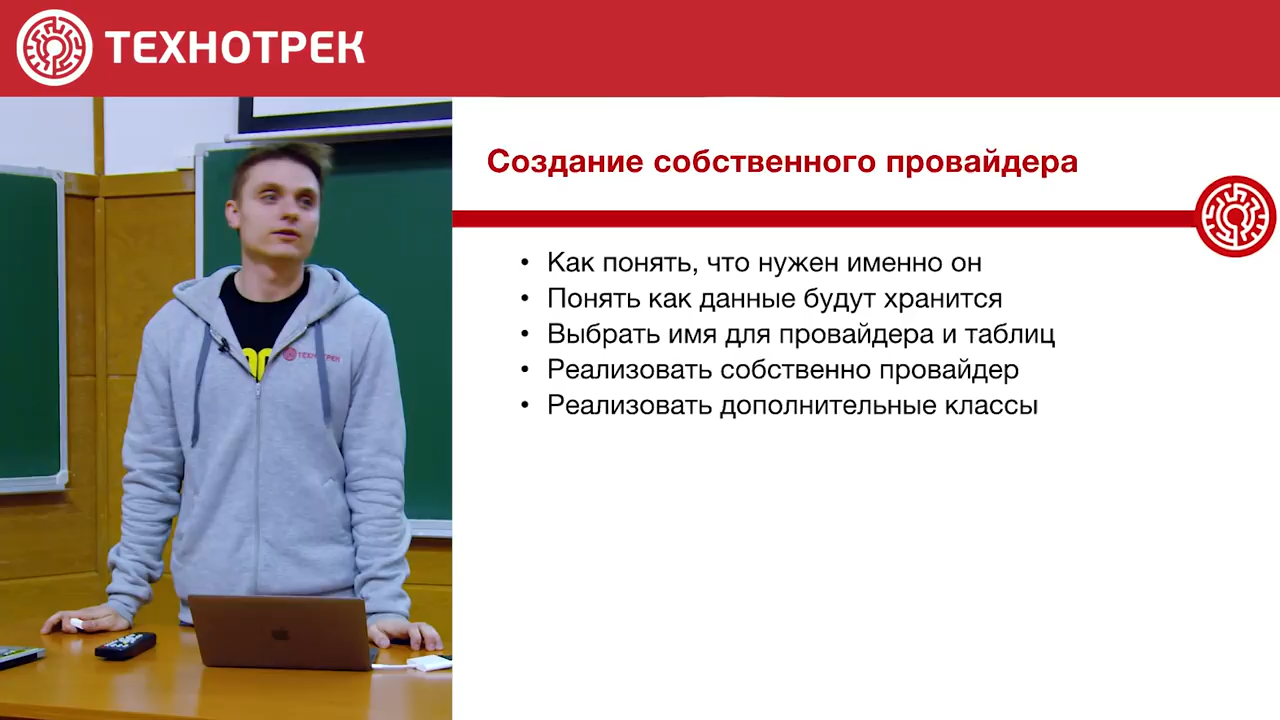 ТЕХНОТРЕК
Создание собственного провайдера
• Как понять, что нужен именно он
• Понять как данные будут хранится
• Выбрать имя для провайдера и таблиц
• Реализовать собственно провайдер
• Реализовать дополнительные классы
ТЕХНОТРЕК